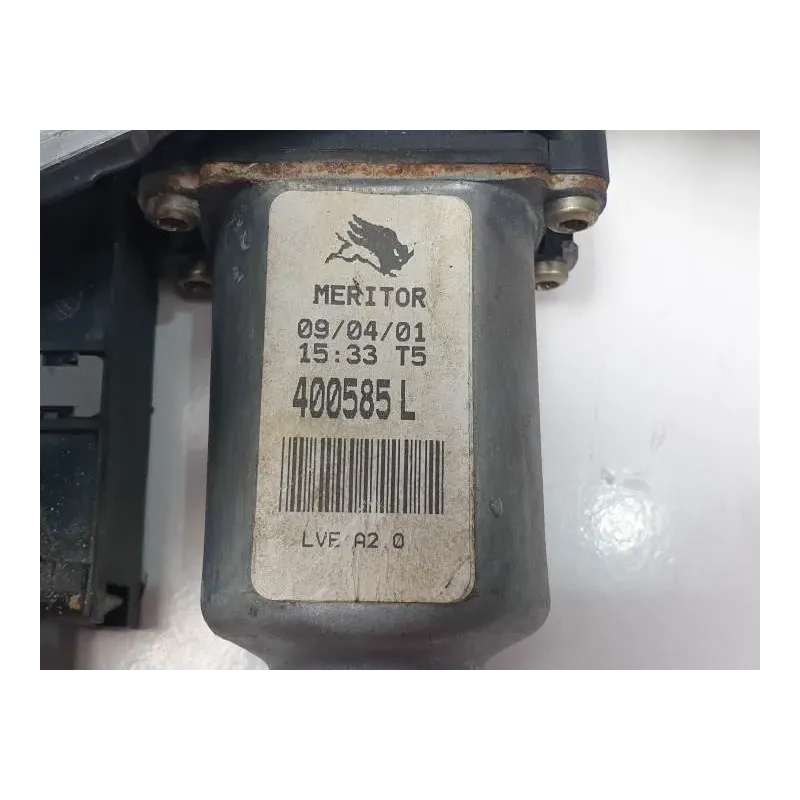 MERITOR
09/04/01
15:33 T5
400585 L
LVE A2.0